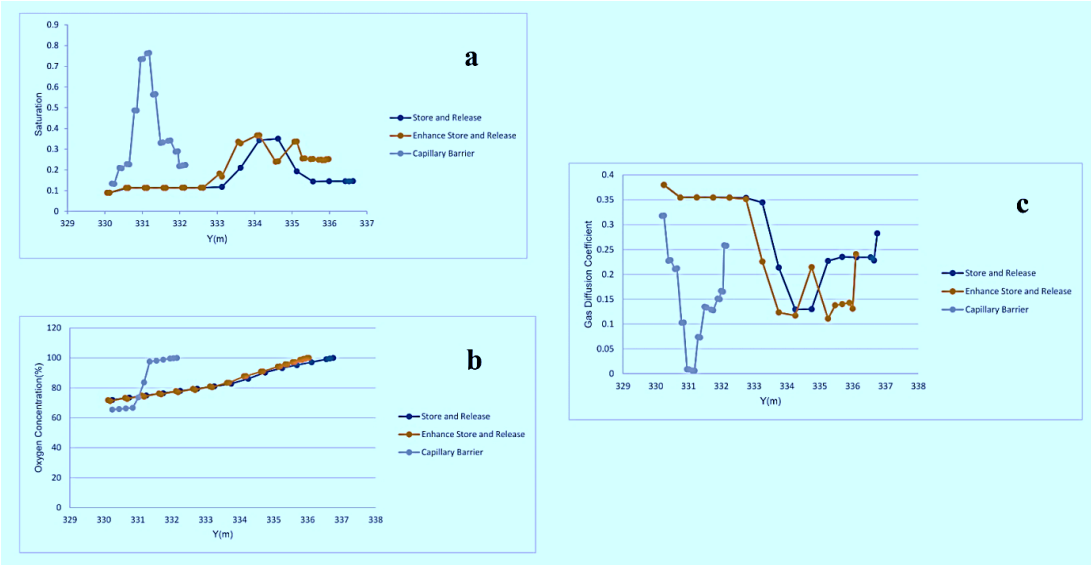 0.9
0.8
0.7
0.6
0.5
0.4
0.3
0.2
0.1
0
Saturation
329 330 331 332 333 334 335 336 337
Y(m)
a
Store and Release
Enhance Store and Release
Capillary Barrier
120
100
80
60
40
20
0
Oxygen Concentration(%)
329 330 331 332 333 334 335 336 337 338
Y(m)
b
Store and Release
Enhance Store and Release
Capillary Barrier
0.4
0.35
0.3
0.25
0.2
0.15
0.1
0.05
0
Gas Diffusion Coefficient
329 330 331 332 333 334 335 336 337 338
Y(m)
c
Store and Release
Enhance Store and Release
Capillary Barrier